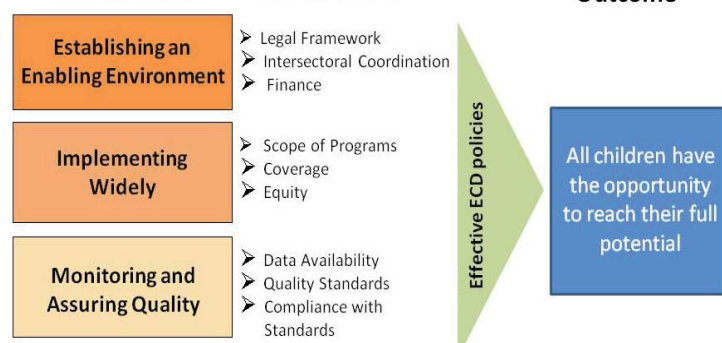 Outcome
Establishing an
Enabling Environment
Legal Framework
Intersectoral Coordination
Finance
Implementing
Widely
Scope of Programs
Coverage
Equity
Monitoring and
Assuring Quality
Data Availability
Quality Standards
Compliance with
Standards
Effective ECD policies
All children have
the opportunity
to reach their full
potential